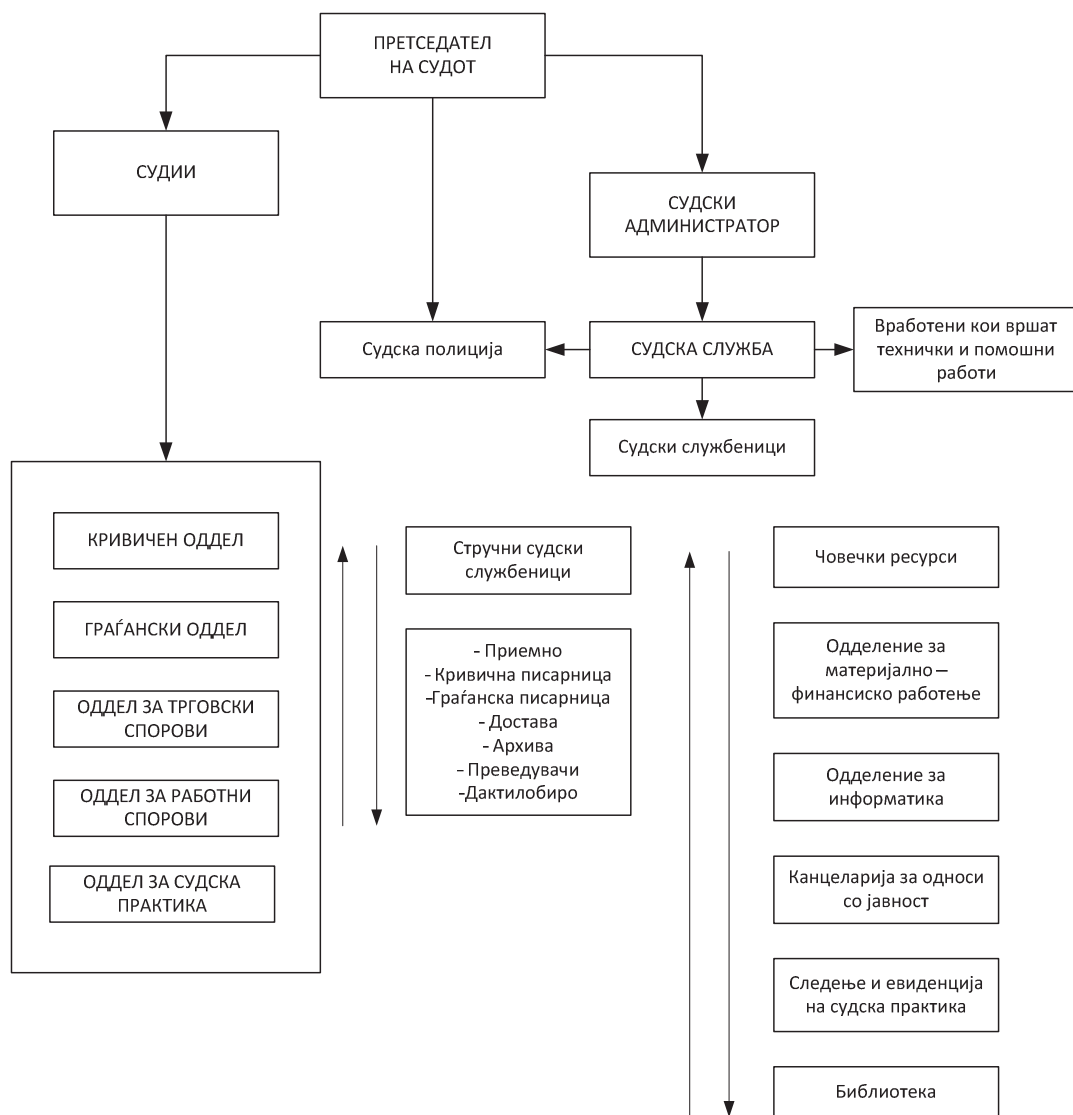 ПРЕТСЕДАТЕЛ
НА СУДОТ
СУДИИ
СУДСКИ
АДМИНИСТРАТОР
Судска полиција
СУДСКА СЛУЖБА
Вработени кои вршат
технички и помошни
работи
Судски службеници
КРИВИЧЕН ОДДЕЛ
ГРАЃАНСКИ ОДДЕЛ
ОДДЕЛ ЗА ТРГОВСКИ
СПОРОВИ
ОДДЕЛ ЗА РАБОТНИ
СПОРОВИ
ОДДЕЛ ЗА СУДСКА
ПРАКТИКА
Стручни судски
службеници
- Приемно
- Кривична писарница
-Граѓанска писарница
- Достава
- Архива
- Преведувачи
-Дактилобиро
Човечки ресурси
Одделение за
материјално –
финансиско работење
Одделение за
информатика
Канцеларија за односи
со јавност
Следење и евиденција
на судска практика
Библиотека